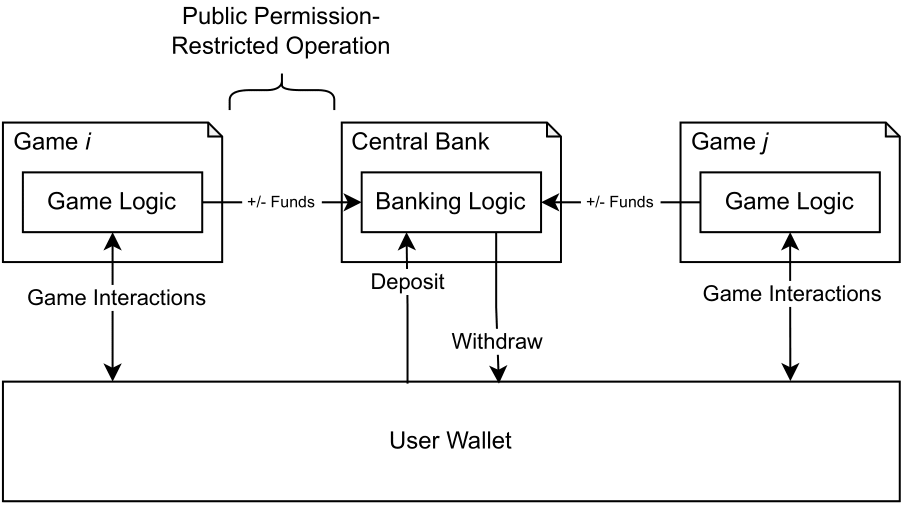 Public Permission-
Restricted Operation
Game i
Central Bank
Game j
Game Logic
+/- Funds
Banking Logic
+/- Funds
Game Logic
Game Interactions
Deposit
Game Interactions
Withdraw
User Wallet